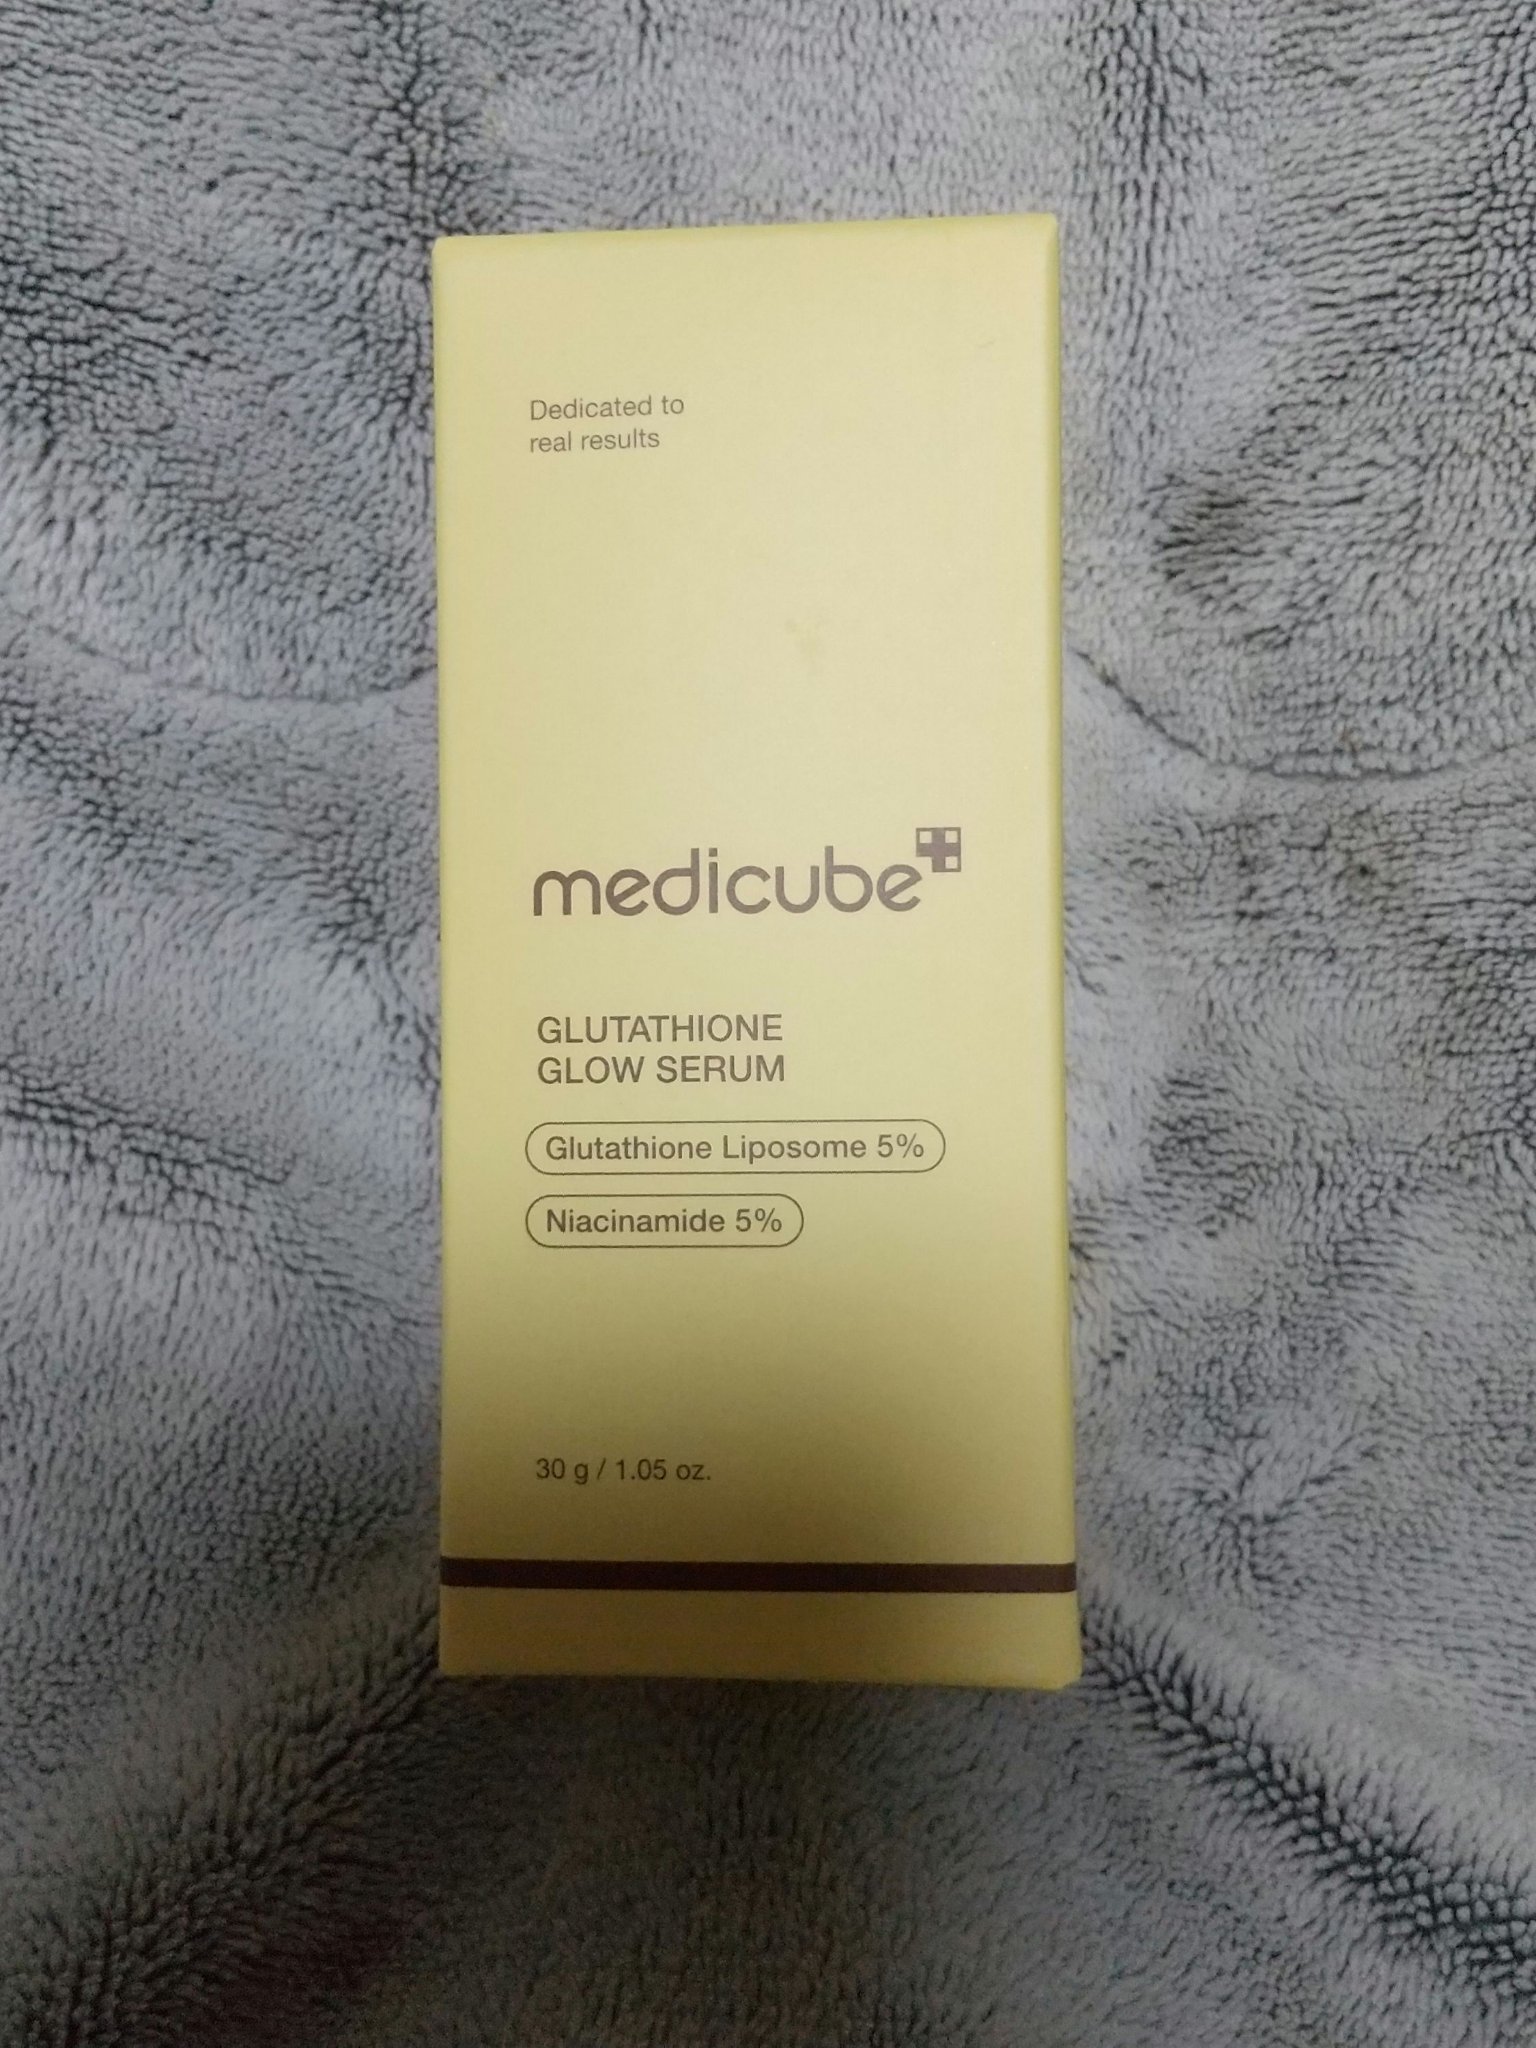 Dedicated to
real results
medicube
GLUTATHIONE
GLOW SERUM
Glutathione Liposome 5%
Niacinamide 5%
30 g / 1.05 oz.